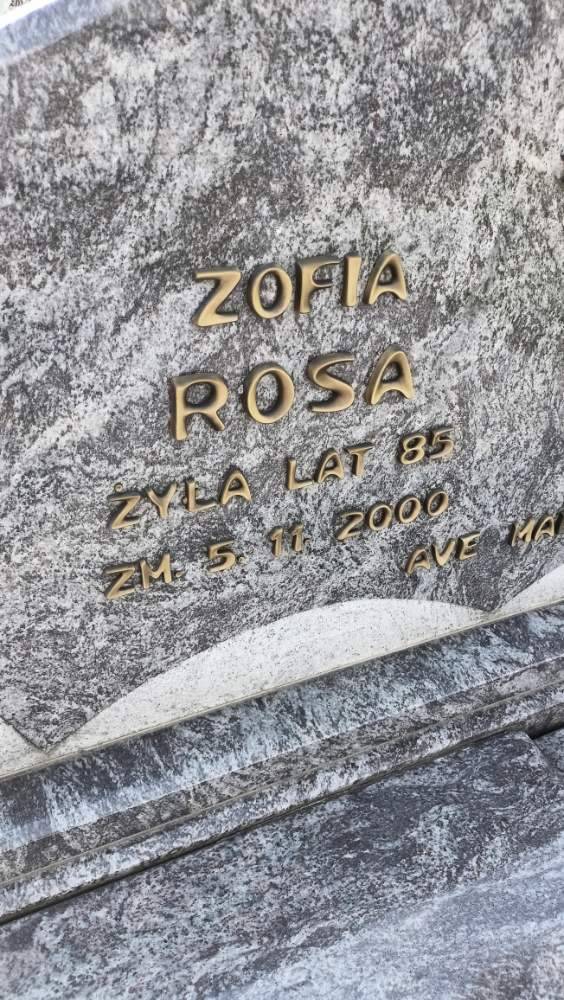 ZOFIA
ROSA
ŻYŁA LAT 85
ZM. 5. 11 2000
AVE